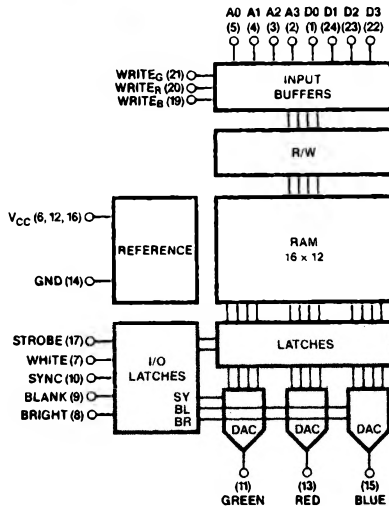 A0 A1 A2 A3 D0 D1 D2 D3
(5) (4) (3) (2) (1) (24) (23) (22)
WRITEG (21)
WRITER (20)
WRITEB (19)
INPUT
BUFFERS
R/W
VCC (6, 12, 16)
GND (14)
REFERENCE
RAM
16 x 12
STROBE (17)
WHITE (7)
SYNC (10)
BLANK (9)
BRIGHT (8)
I/O
LATCHES
SY
BL
BR
LATCHES
DAC DAC DAC
(11) (13) (15)
GREEN RED BLUE